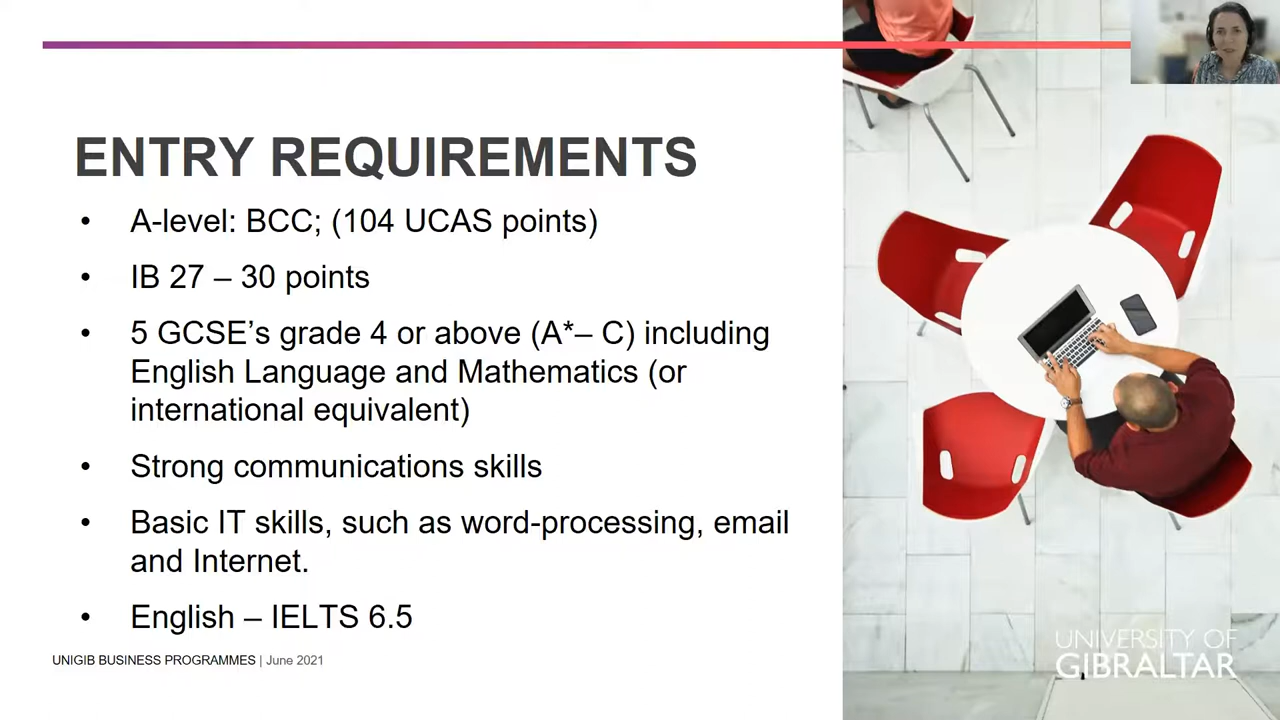 ENTRY REQUIREMENTS
• A-level: BCC; (104 UCAS points)
• IB 27 – 30 points
• 5 GCSE’s grade 4 or above (A*– C) including
English Language and Mathematics (or
international equivalent)
• Strong communications skills
• Basic IT skills, such as word-processing, email
and Internet.
• English – IELTS 6.5
UNIGIB BUSINESS PROGRAMMES | June 2021
UNIVERSITY OF
GIBRALTAR